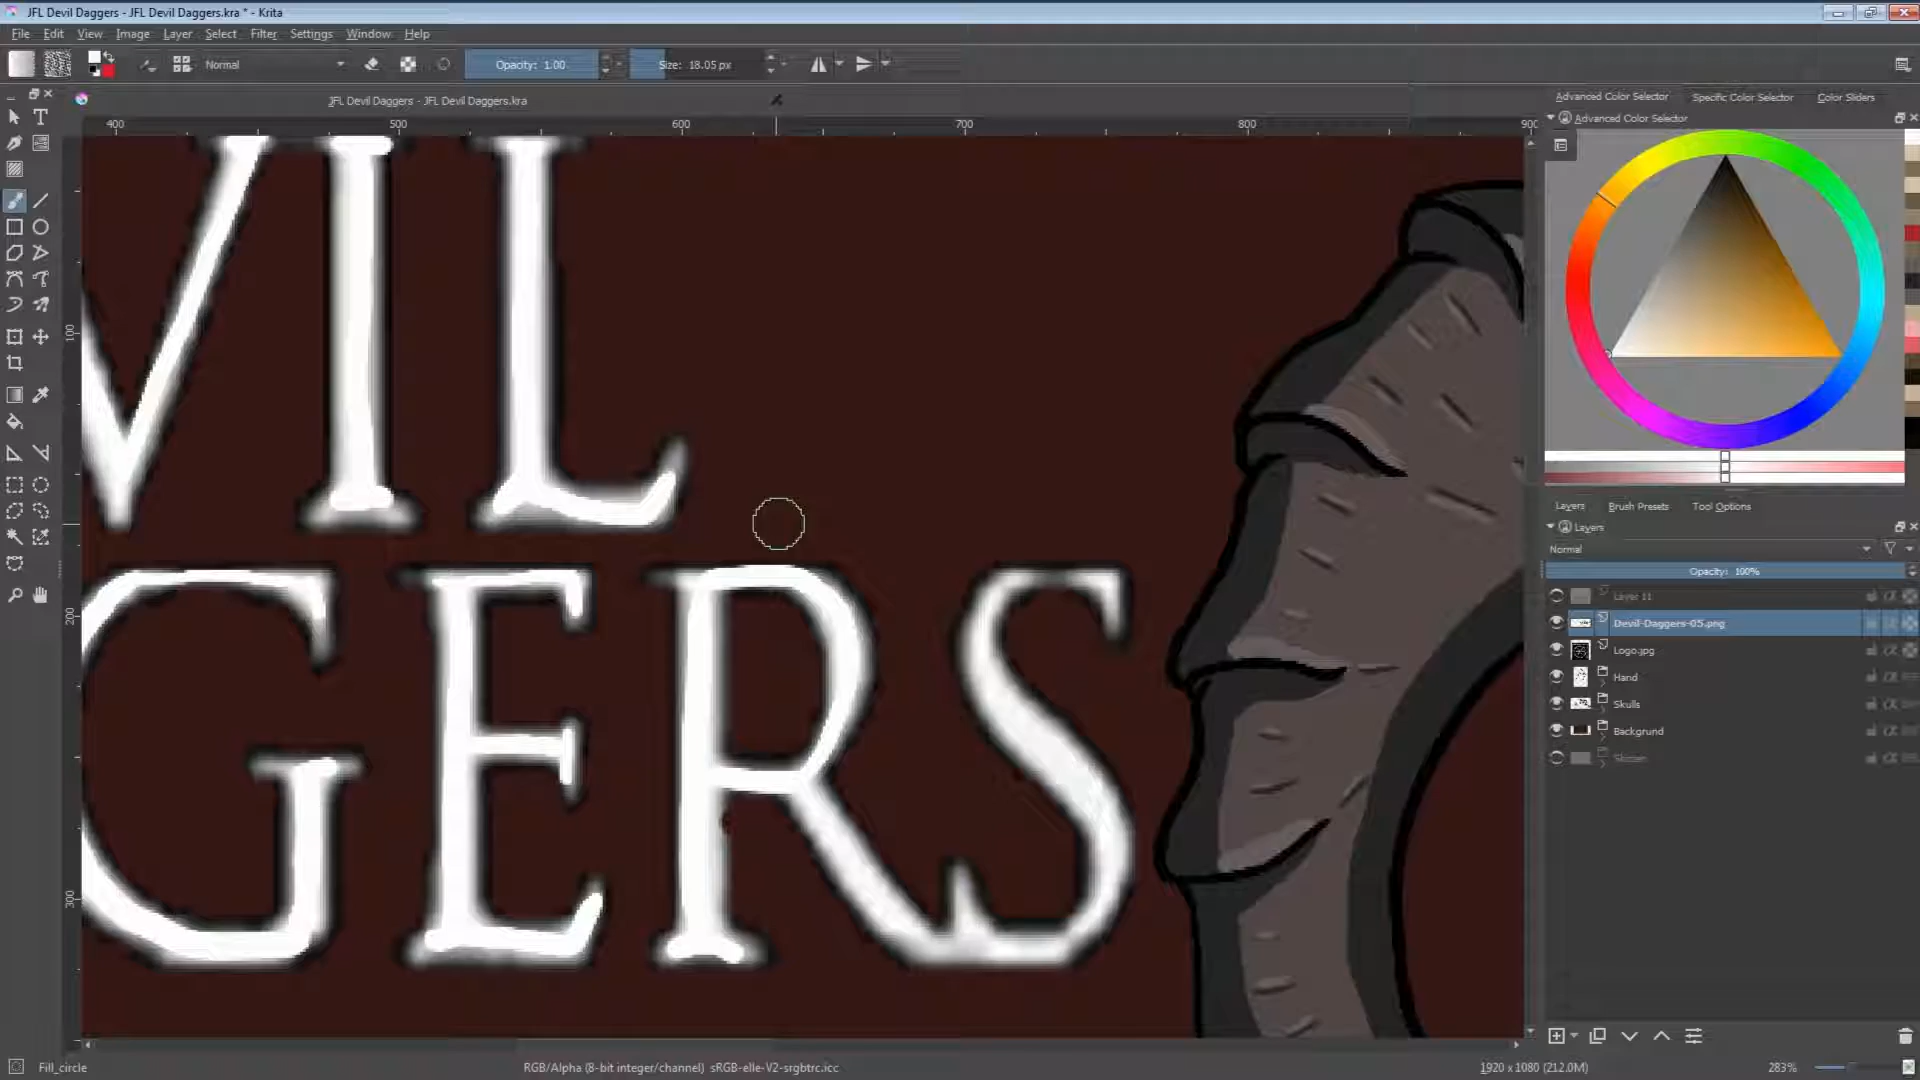 JFL Devil Daggers - JFL Devil Daggers.kra * - Krita
File Edit View Image Layer Select Filter Settings Window Help
Normal Opacity: 1.00 Size: 18.05 px
JFL Devil Daggers - JFL Devil Daggers.kra
Advanced Color Selector Specific Color Selector Color Sliders
Advanced Color Selector
400 500 600 700 800 900
100
200
300
VIL
GERS
Layers Brush Presets Tool Options
Layers
Normal
Opacity: 100%
Layer 11
Devil-Daggers-05.png
Logo.jpg
Hand
Skulls
Backgrund
Fill_circle RGB/Alpha (8-bit integer/channel) sRGB-elle-V2-srgbtrc.icc 1920 x 1080 (212.0M) 283%